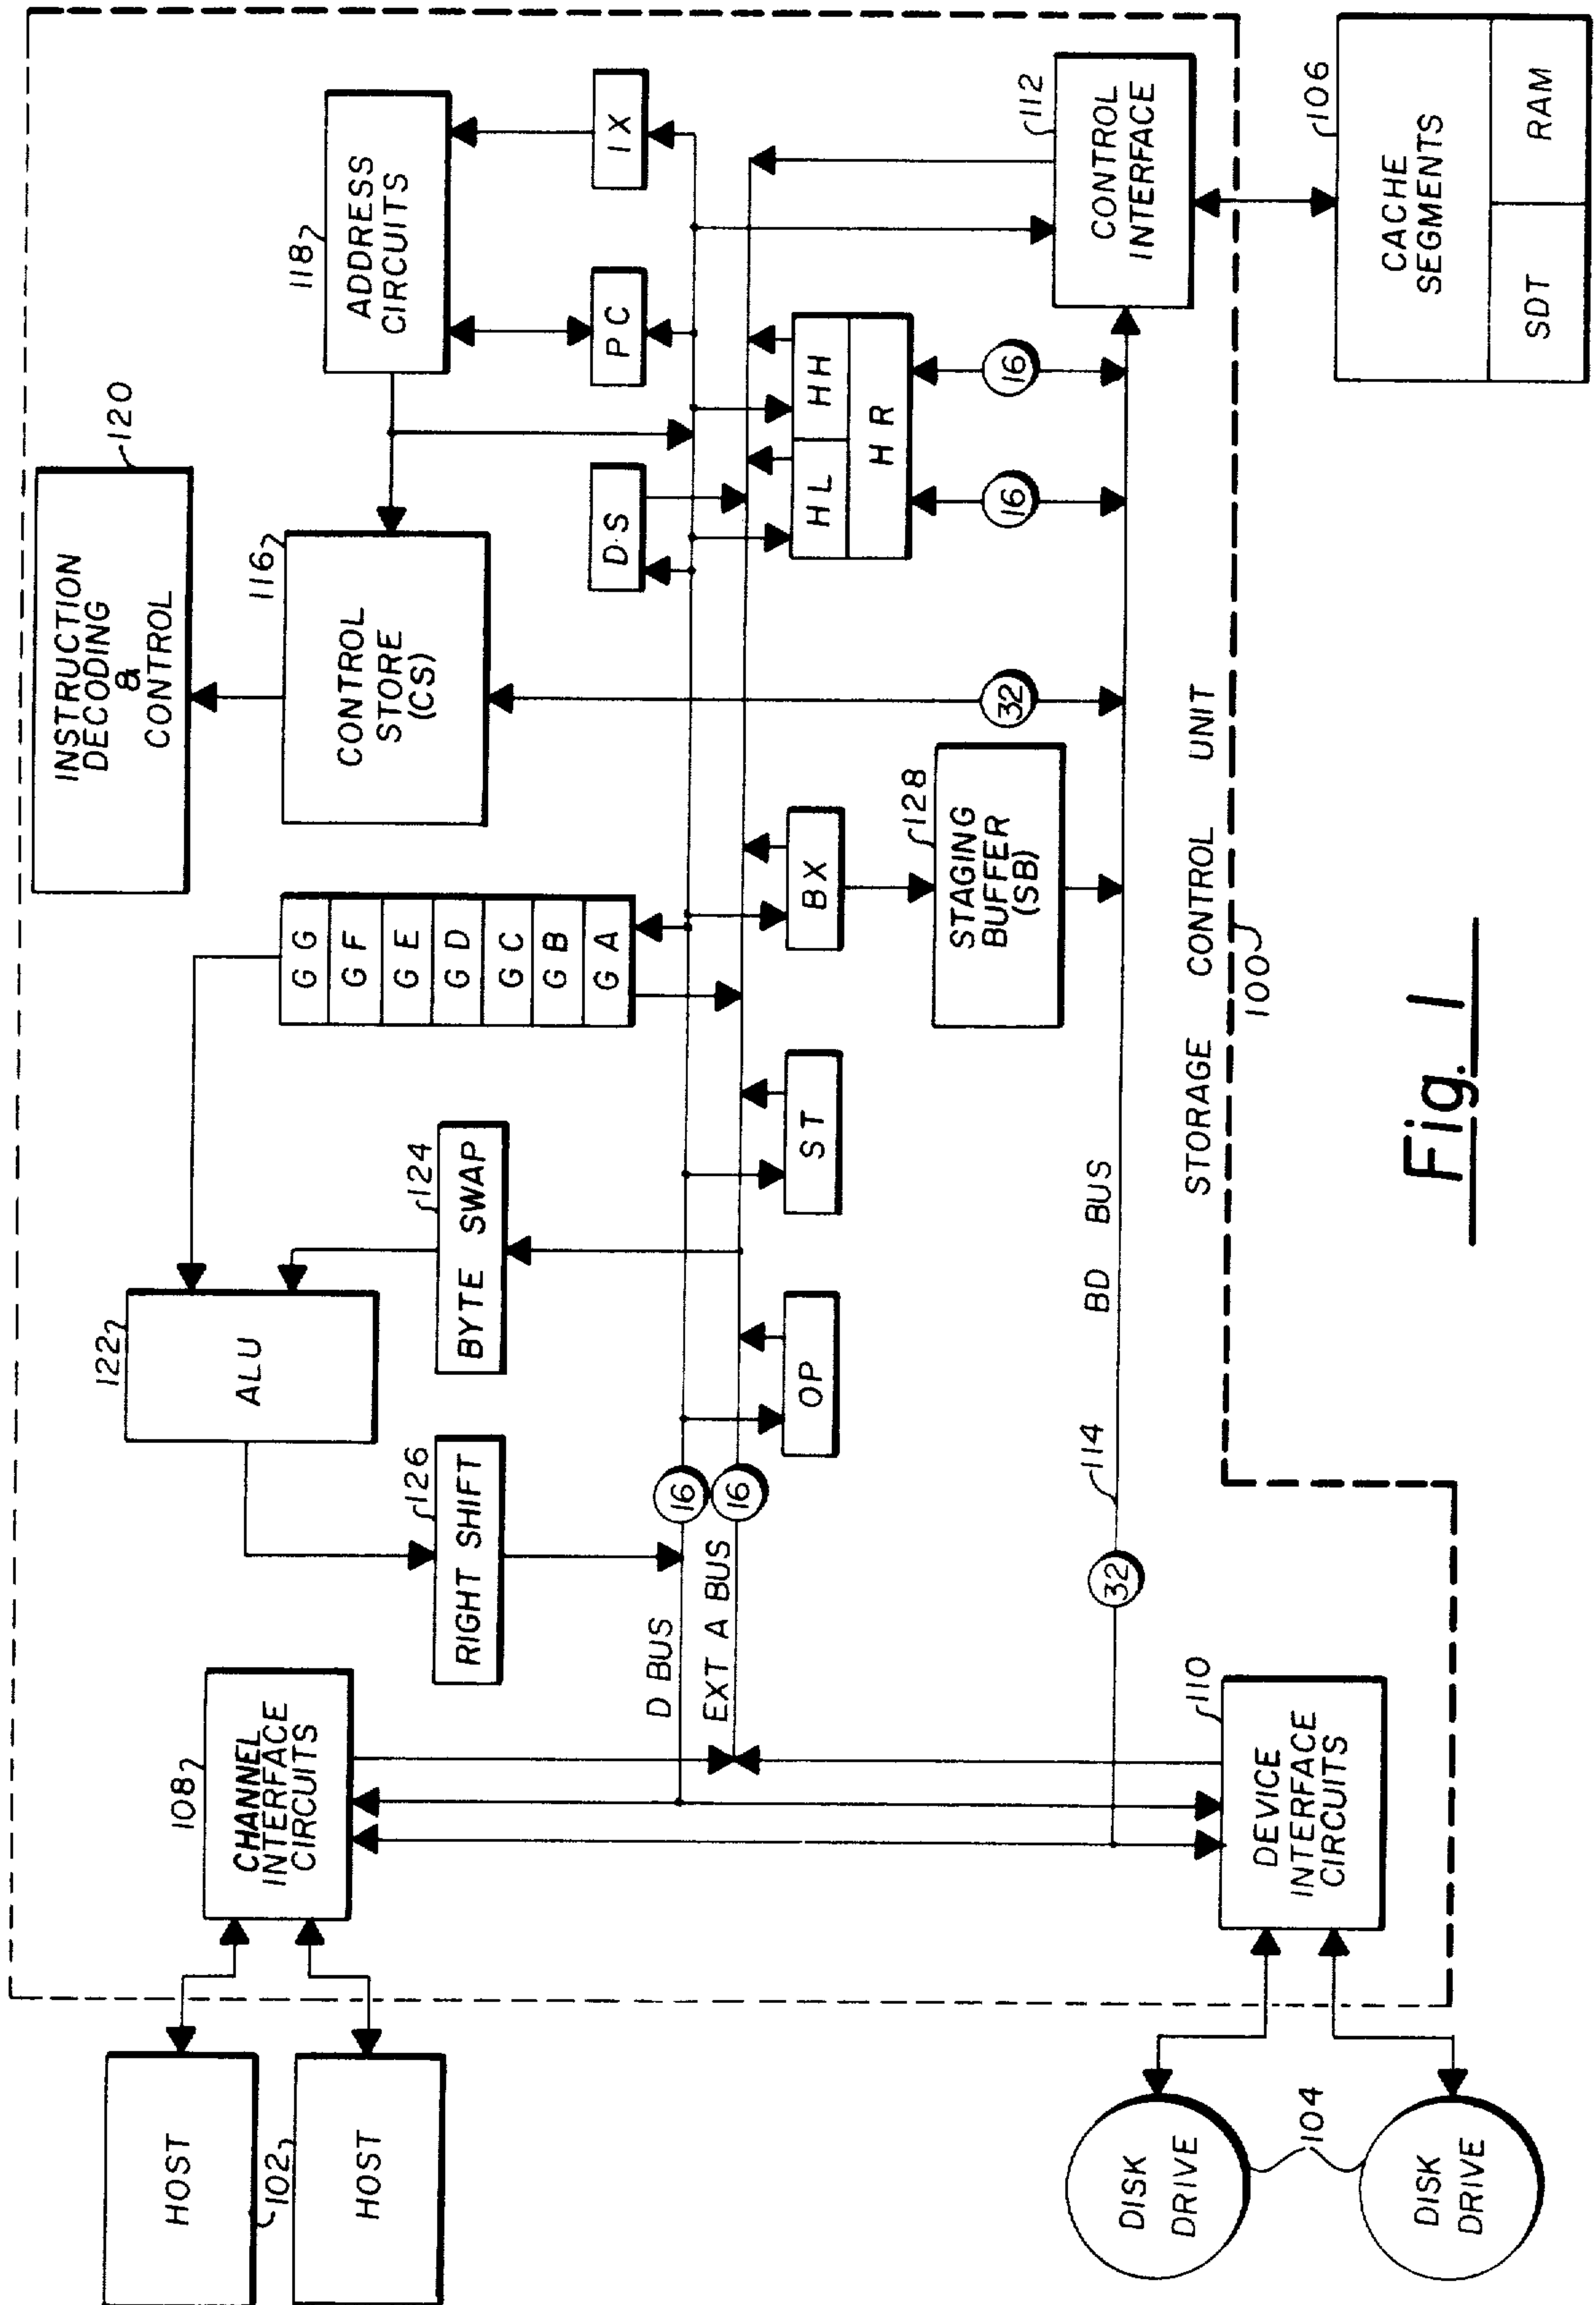 HOST
102
HOST
DISK
DRIVE
104
DISK
DRIVE
108
CHANNEL
INTERFACE
CIRCUITS
110
DEVICE
INTERFACE
CIRCUITS
122
ALU
126
RIGHT SHIFT
124
BYTE SWAP
D BUS
EXT A BUS
16
16
OP
ST
32
114
BD BUS
GG
GF
GE
GD
GC
GB
GA
BX
128
STAGING
BUFFER
(SB)
INSTRUCTION
DECODING
&
CONTROL
120
116
CONTROL
STORE
(CS)
32
118
ADDRESS
CIRCUITS
D·S
PC
IX
HL
HH
HR
16
16
112
CONTROL
INTERFACE
STORAGE CONTROL UNIT
100
106
CACHE
SEGMENTS
SDT
RAM
Fig. 1